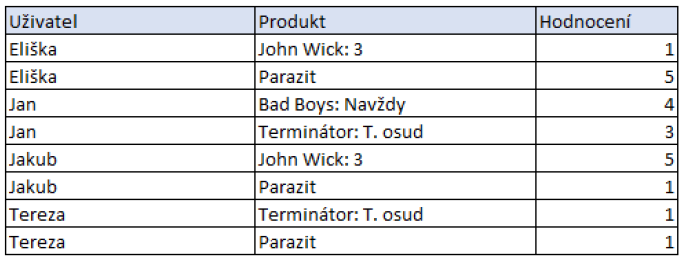 Uživatel Produkt Hodnocení
Eliška John Wick: 3 1
Eliška Parazit 5
Jan Bad Boys: Navždy 4
Jan Terminátor: T. osud 3
Jakub John Wick: 3 5
Jakub Parazit 1
Tereza Terminátor: T. osud 1
Tereza Parazit 1